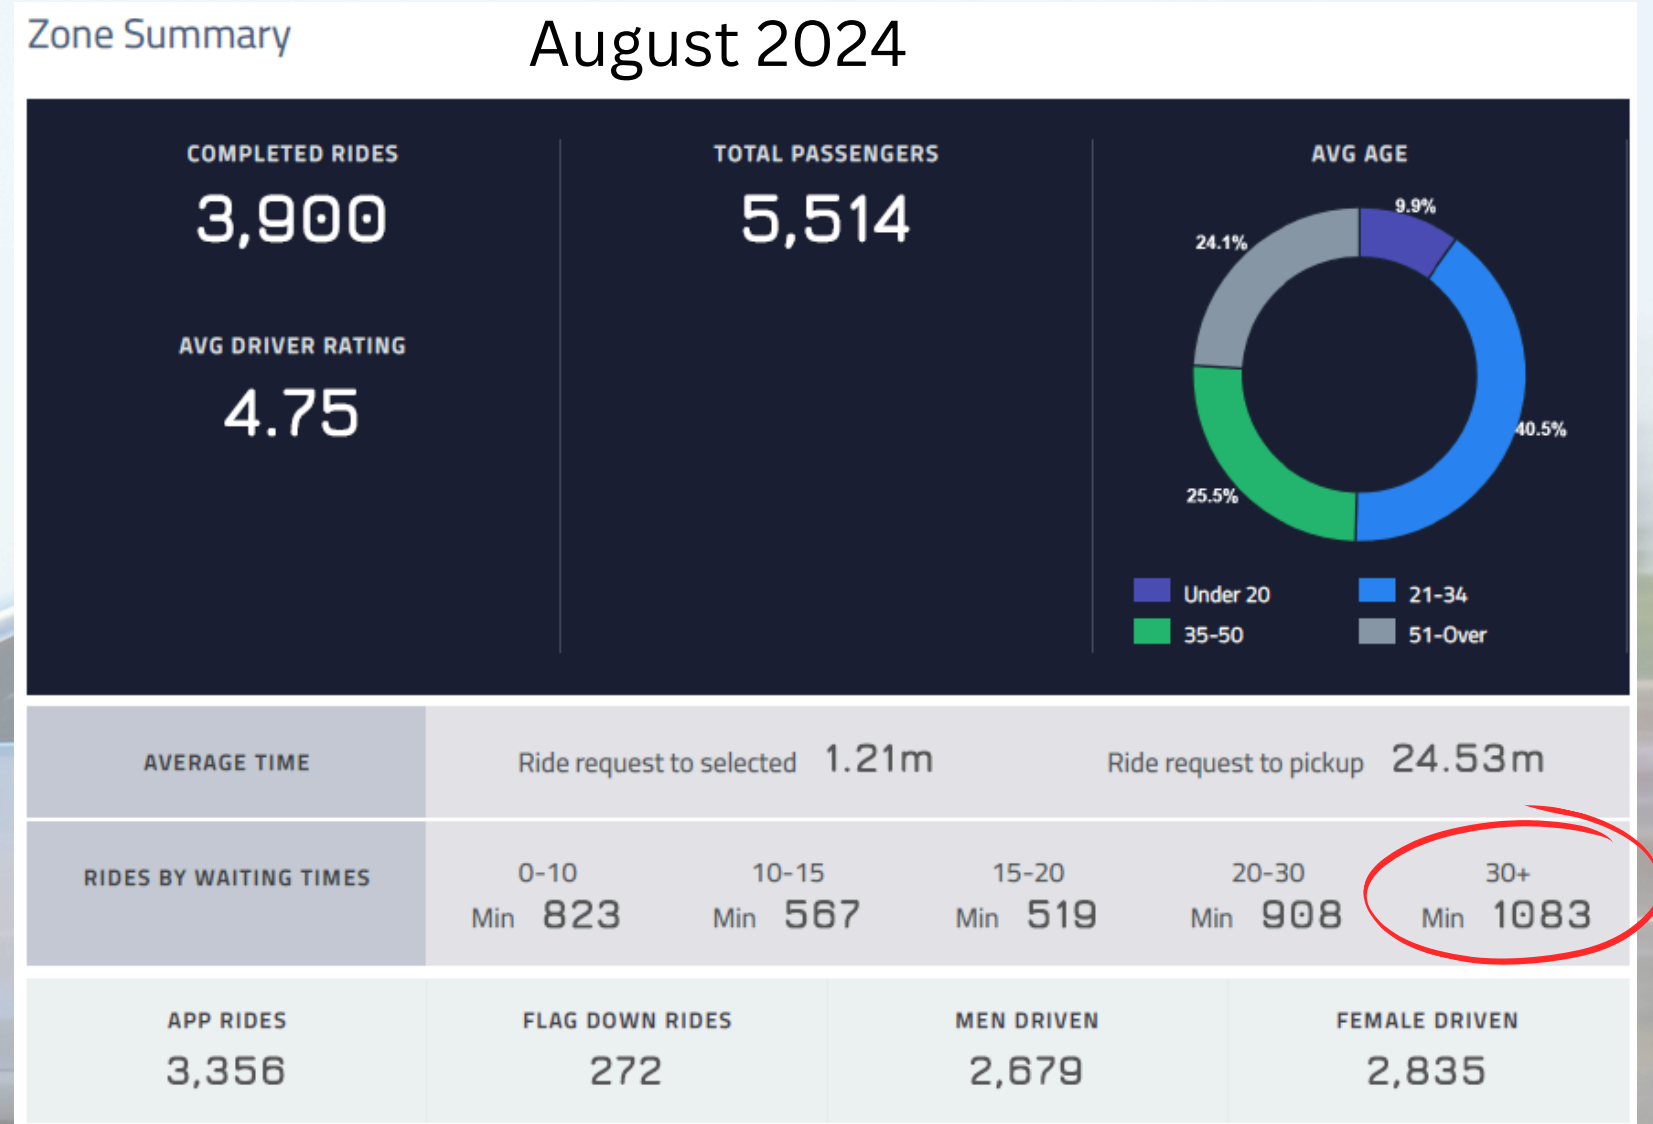 Zone Summary
August 2024
COMPLETED RIDES
3,900
AVG DRIVER RATING
4.75
TOTAL PASSENGERS
5,514
AVG AGE
9.9%
24.1%
40.5%
25.5%
Under 20
21-34
35-50
51-Over
AVERAGE TIME
Ride request to selected 1.21m
Ride request to pickup 24.53m
RIDES BY WAITING TIMES
0-10
Min 823
10-15
Min 567
15-20
Min 519
20-30
Min 908
30+
Min 1083
APP RIDES
3,356
FLAG DOWN RIDES
272
MEN DRIVEN
2,679
FEMALE DRIVEN
2,835